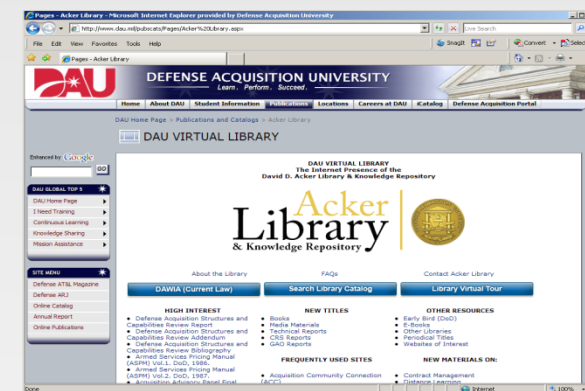 Pages - Acker Library - Microsoft Internet Explorer provided by Defense Acquisition University
http://www.dau.mil/pubscats/Pages/Acker%20Library.aspx
Live Search
File Edit View Favorites Tools Help
SnagIt
Convert
Select
Pages - Acker Library
DAU
DEFENSE ACQUISITION UNIVERSITY
Learn. Perform. Succeed.
Home About DAU Student Information Publications Locations Careers at DAU iCatalog Defense Acquisition Portal
DAU Home Page > Publications and Catalogs > Acker Library
DAU VIRTUAL LIBRARY
Enhanced by Google
GO
DAU GLOBAL TOP 5
DAU Home Page
I Need Training
Continuous Learning
Knowledge Sharing
Mission Assistance
SITE MENU
Defense AT&L Magazine
Defense ARJ
Online Catalog
Annual Report
Online Publications
DAU VIRTUAL LIBRARY
The Internet Presence of the
David D. Acker Library & Knowledge Repository
Acker
Library
& Knowledge Repository
About the Library FAQs Contact Acker Library
DAWIA (Current Law) Search Library Catalog Library Virtual Tour
HIGH INTEREST
• Defense Acquisition Structures and
Capabilities Review Report
• Defense Acquisition Structures and
Capabilities Review Addendum
• Defense Acquisition Structures and
Capabilities Review Bibliography
• Armed Services Pricing Manual
(ASPM) Vol.1. DoD, 1986.
• Armed Services Pricing Manual
(ASPM) Vol.2. DoD, 1987.
• Acquisition Advisory Panel Final
NEW TITLES
• Books
• Media Materials
• Technical Reports
• CRS Reports
• GAO Reports
FREQUENTLY USED SITES
• Acquisition Community Connection
(ACC)
OTHER RESOURCES
• Early Bird (DoD)
• E-Books
• Other Libraries
• Periodical Titles
• Websites of Interest
NEW MATERIALS ON:
• Contract Management
• Distance Learning
Done
Internet
100%